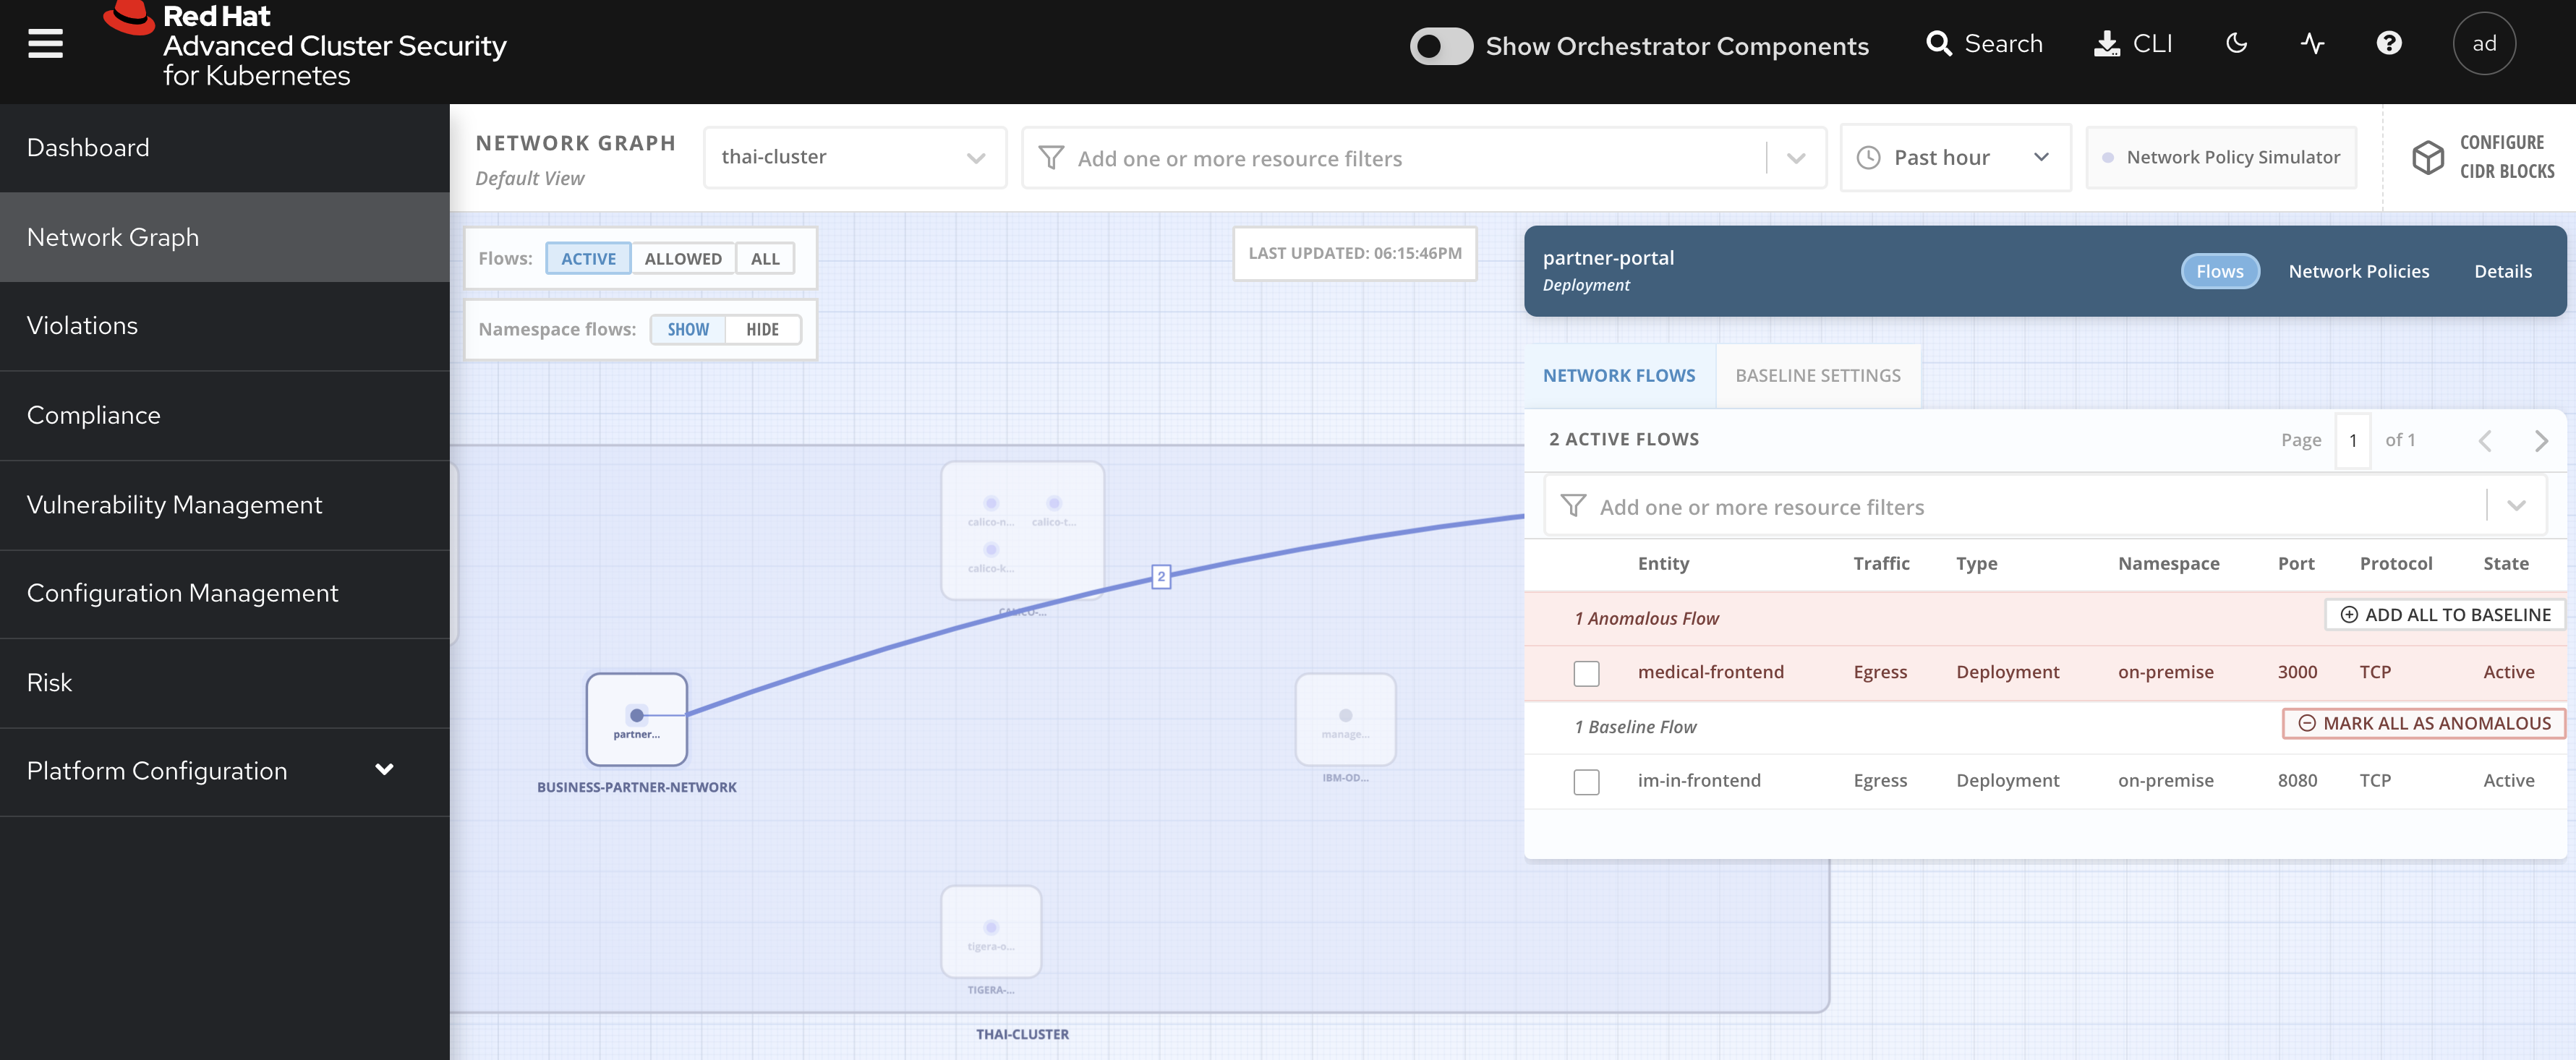 Red Hat
Advanced Cluster Security
for Kubernetes
Show Orchestrator Components
Search
CLI
ad
Dashboard
Network Graph
Violations
Compliance
Vulnerability Management
Configuration Management
Risk
Platform Configuration
NETWORK GRAPH
Default View
thai-cluster
Add one or more resource filters
Past hour
Network Policy Simulator
CONFIGURE
CIDR BLOCKS
Flows: ACTIVE ALLOWED ALL
Namespace flows: SHOW HIDE
LAST UPDATED: 06:15:46PM
calico-n... calico-t...
calico-k...
CALICO-...
2
partner...
BUSINESS-PARTNER-NETWORK
manage...
IBM-OD...
tigera-o...
TIGERA-...
THAI-CLUSTER
partner-portal
Deployment
Flows Network Policies Details
NETWORK FLOWS BASELINE SETTINGS
2 ACTIVE FLOWS Page 1 of 1
Add one or more resource filters
Entity Traffic Type Namespace Port Protocol State
1 Anomalous Flow ADD ALL TO BASELINE
medical-frontend Egress Deployment on-premise 3000 TCP Active
1 Baseline Flow MARK ALL AS ANOMALOUS
im-in-frontend Egress Deployment on-premise 8080 TCP Active